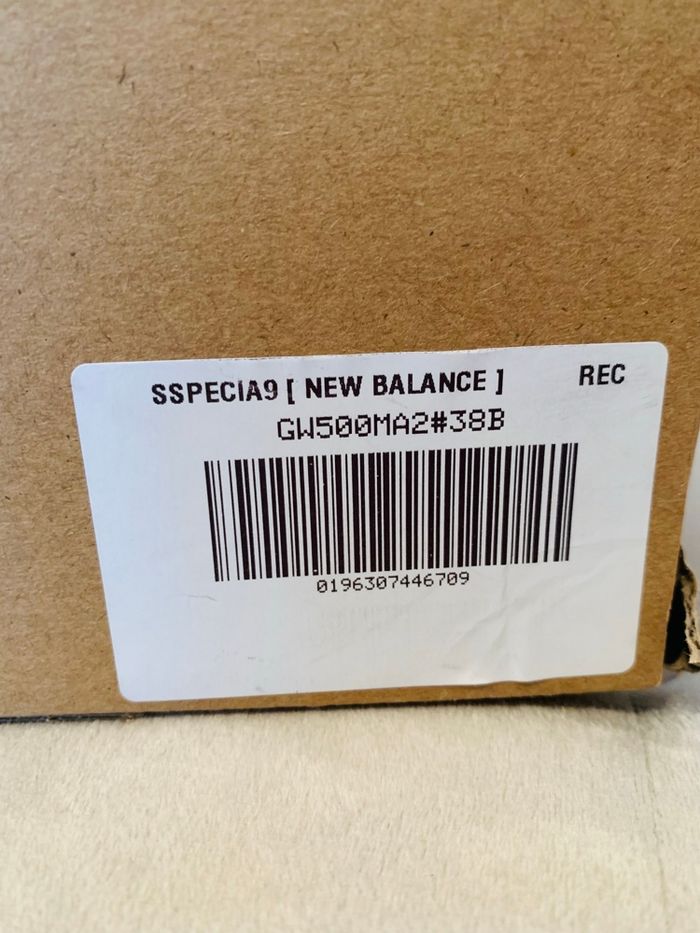 SSPECIA9 [ NEW BALANCE ] REC
GW500MA2#38B
0196307446709